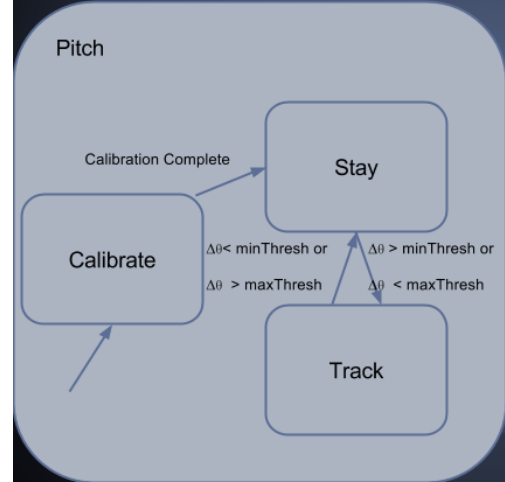 Pitch
Calibration Complete
Stay
Calibrate
Δθ< minThresh or
Δθ > maxThresh
Δθ > minThresh or
Δθ < maxThresh
Track